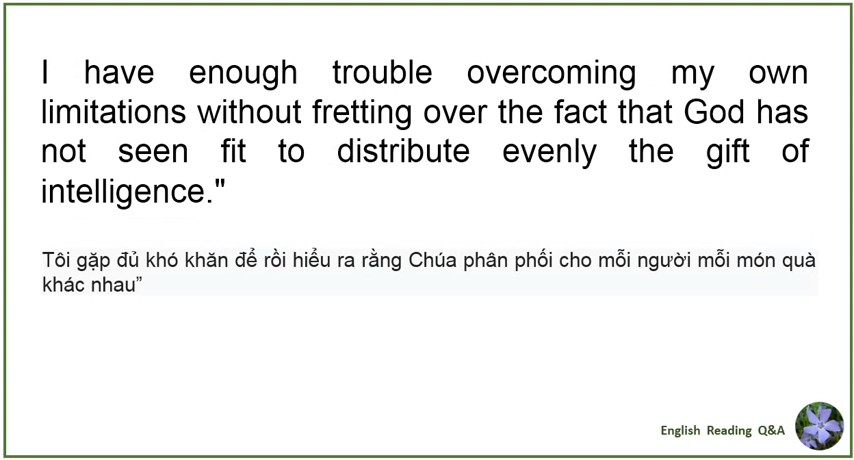 I have enough trouble overcoming my own
limitations without fretting over the fact that God has
not seen fit to distribute evenly the gift of
intelligence."
Tôi gặp đủ khó khăn để rồi hiểu ra rằng Chúa phân phối cho mỗi người mỗi món quà
khác nhau”
English Reading Q&A